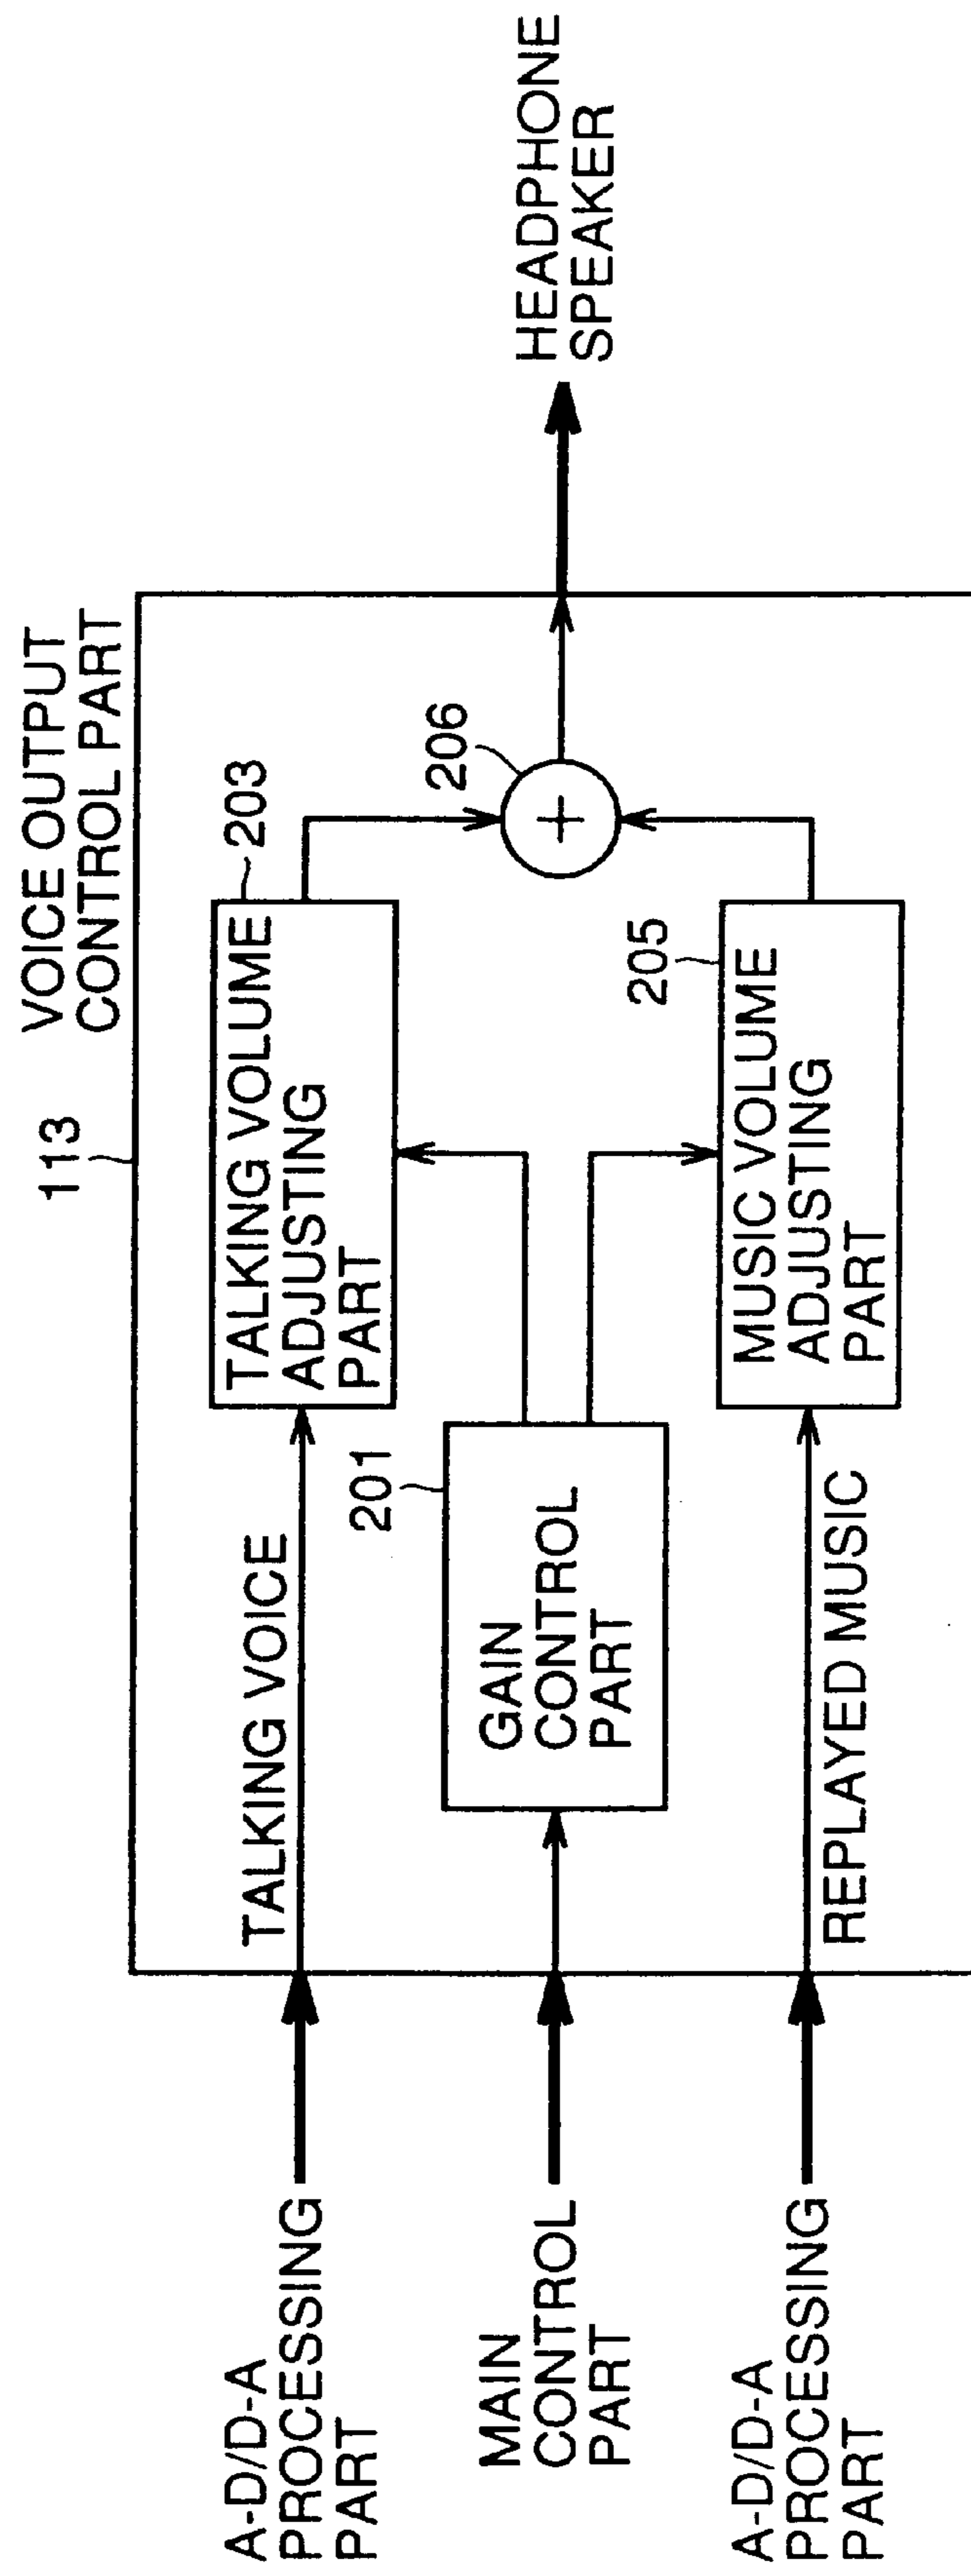 113
VOICE OUTPUT
CONTROL PART
A-D/D-A
PROCESSING
PART
TALKING VOICE
TALKING VOLUME
ADJUSTING
PART
203
MAIN
CONTROL
PART
201
GAIN
CONTROL
PART
206
+
HEADPHONE
SPEAKER
A-D/D-A
PROCESSING
PART
REPLAYED MUSIC
205
MUSIC VOLUME
ADJUSTING
PART